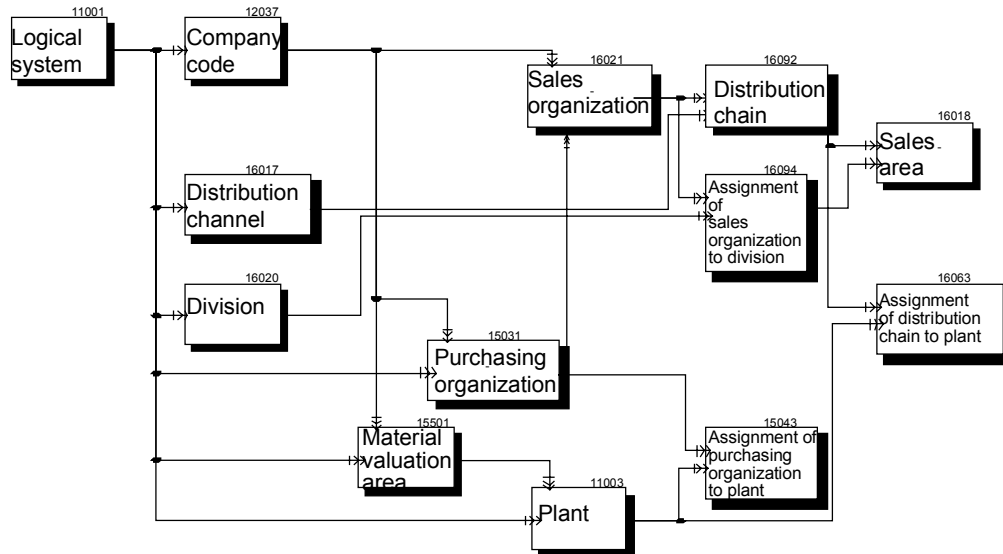 11001
Logical
system
12037
Company
code
16021
Sales
organization
16092
Distribution
chain
16018
Sales
area
16017
Distribution
channel
16094
Assignment
of
sales
organization
to division
16020
Division
16063
Assignment
of distribution
chain to plant
15031
Purchasing
organization
15501
Material
valuation
area
15043
Assignment of
purchasing
organization
to plant
11003
Plant